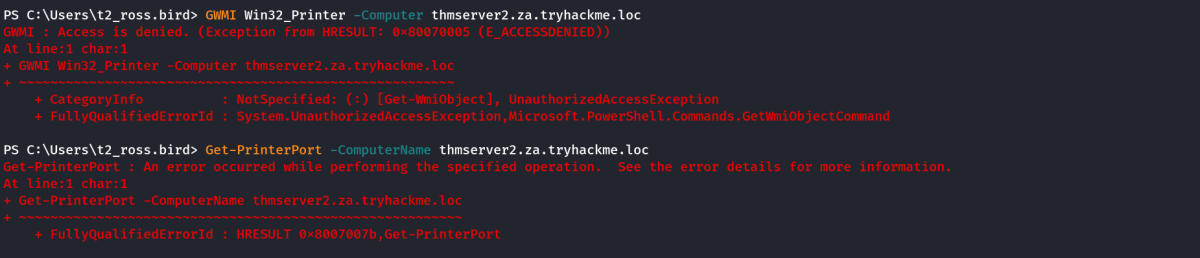 PS C:\Users\t2_ross.bird> GWMI Win32_Printer -Computer thmserver2.za.tryhackme.loc
GWMI : Access is denied. (Exception from HRESULT: 0×80070005 (E_ACCESSDENIED))
At line:1 char:1
+ GWMI Win32_Printer -Computer thmserver2.za.tryhackme.loc
+ ~~~~~~~~~~~~~~~~~~~~~~~~~~~~~~~~~~~~~~~~~~~~~~~~~~~~~~~~
    + CategoryInfo          : NotSpecified: (:) [Get-WmiObject], UnauthorizedAccessException
    + FullyQualifiedErrorId : System.UnauthorizedAccessException,Microsoft.PowerShell.Commands.GetWmiObjectCommand
PS C:\Users\t2_ross.bird> Get-PrinterPort -ComputerName thmserver2.za.tryhackme.loc
Get-PrinterPort : An error occurred while performing the specified operation.  See the error details for more information.
At line:1 char:1
+ Get-PrinterPort -ComputerName thmserver2.za.tryhackme.loc
+ ~~~~~~~~~~~~~~~~~~~~~~~~~~~~~~~~~~~~~~~~~~~~~~~~~~~~~~~~~
    + FullyQualifiedErrorId : HRESULT 0×8007007b,Get-PrinterPort